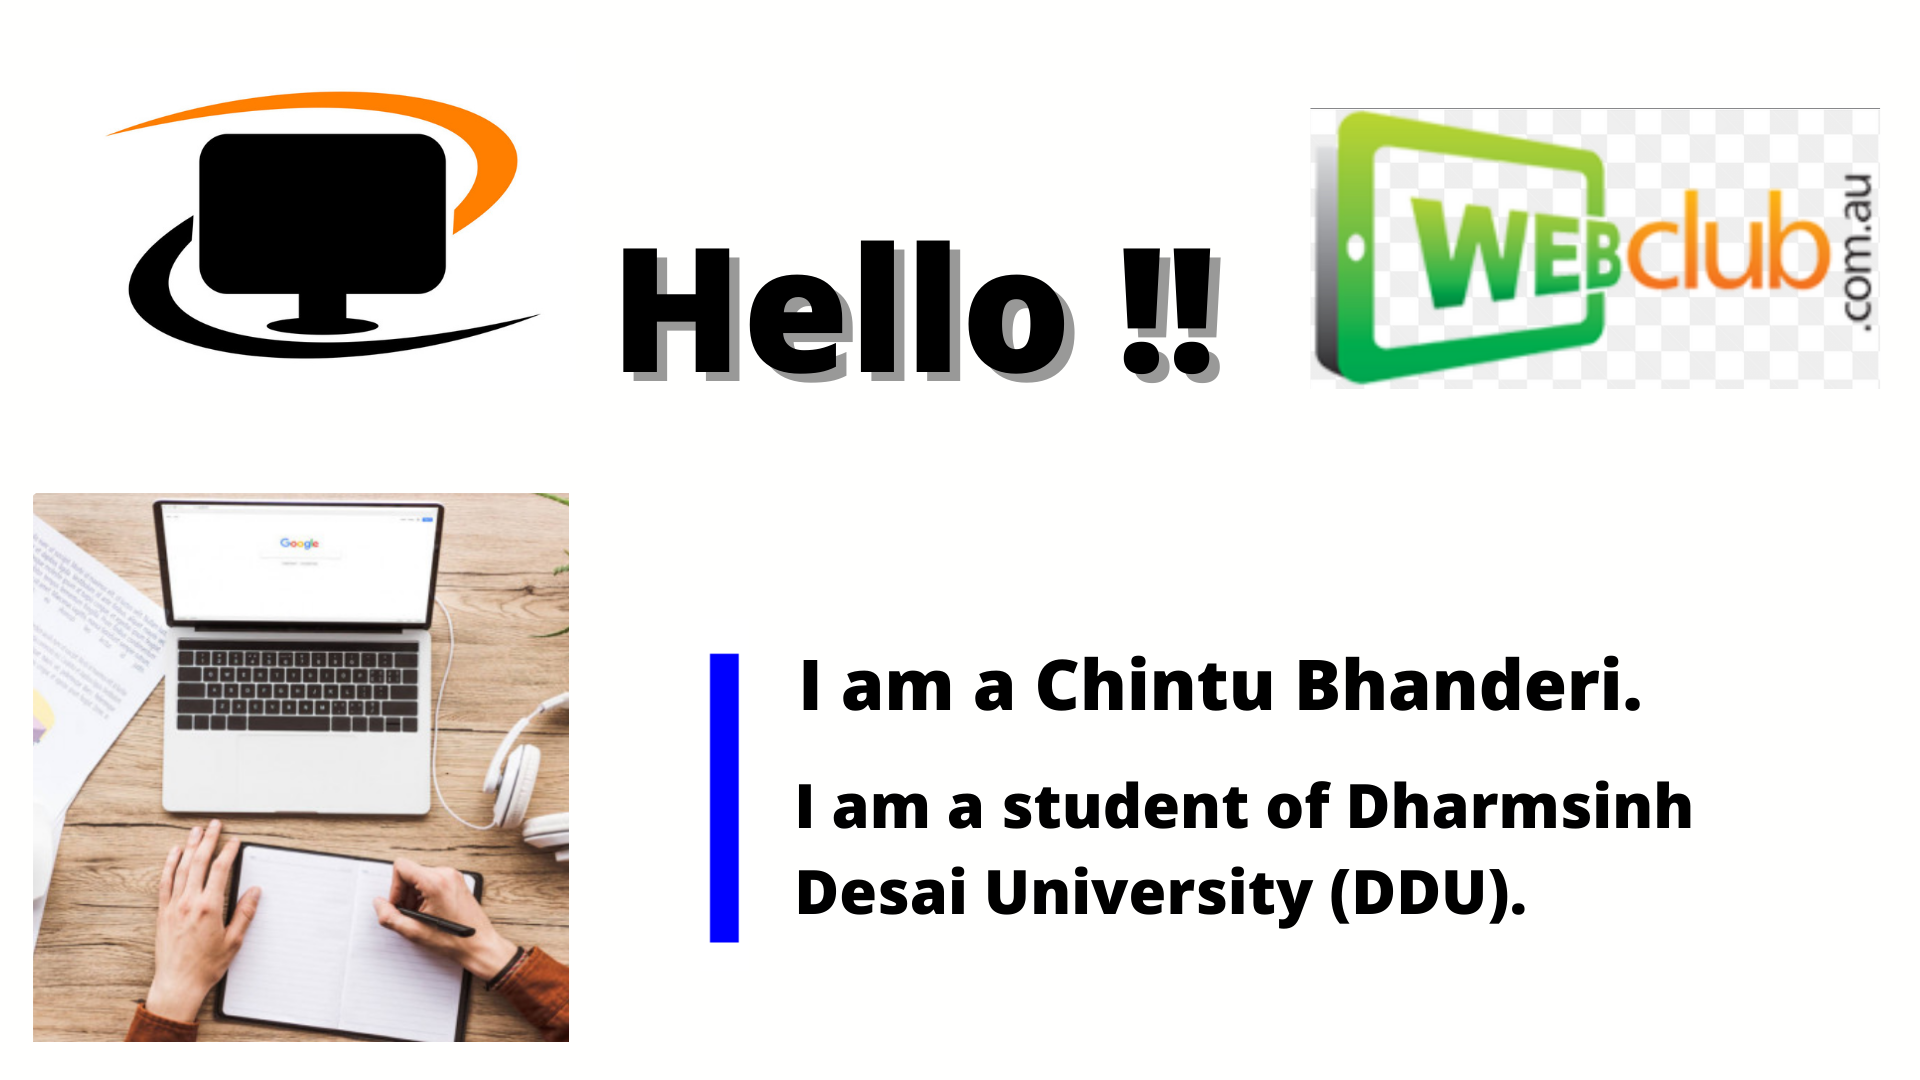 Hello !!
WEBclub
.com.au
Google
I am a Chintu Bhanderi.
I am a student of Dharmsinh
Desai University (DDU).